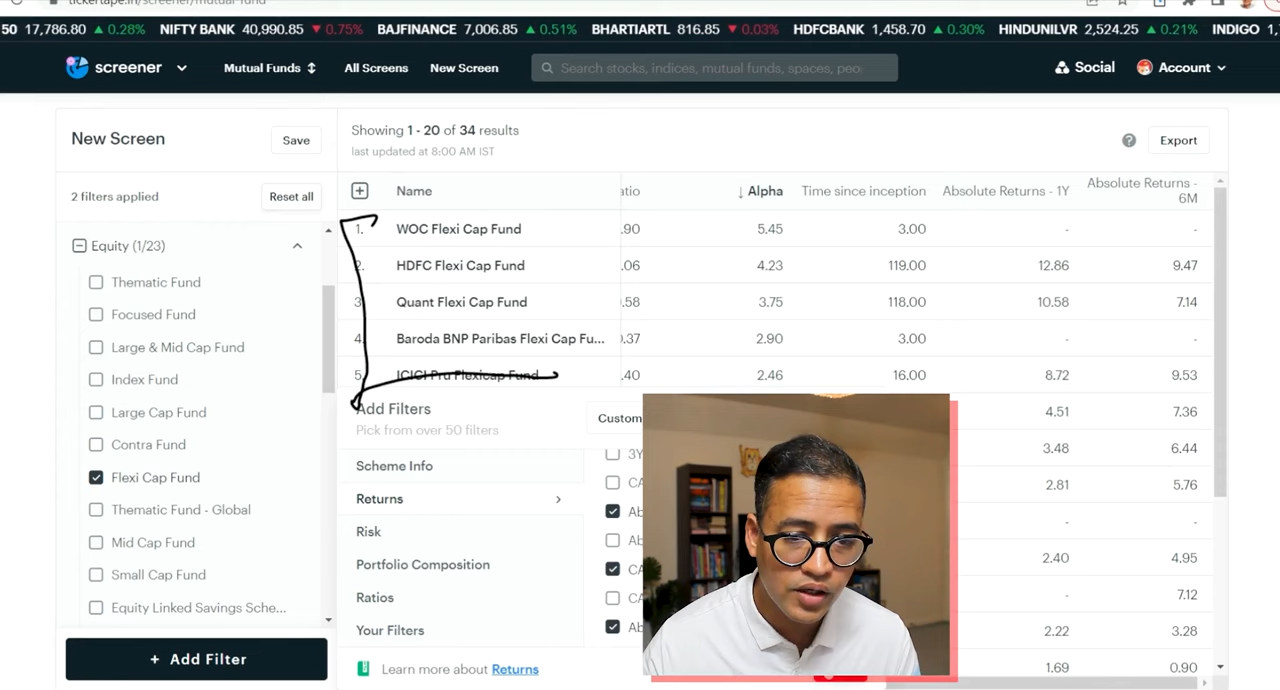 tickertape.in/screener/mutual-fund
50 17,786.80 ▲ 0.28% NIFTY BANK 40,990.85 ▼ 0.75% BAJFINANCE 7,006.85 ▲ 0.51% BHARTIARTL 816.85 ▼ 0.03% HDFCBANK 1,458.70 ▲ 0.30% HINDUNILVR 2,524.25 ▲ 0.21% INDIGO
screener Mutual Funds All Screens New Screen Search stocks, indices, mutual funds, spaces, peo Social Account
New Screen Save
Showing 1 - 20 of 34 results
last updated at 8:00 AM IST
? Export
2 filters applied Reset all
Name atio ↓ Alpha Time since inception Absolute Returns - 1Y Absolute Returns - 6M
1. WOC Flexi Cap Fund .90 5.45 3.00 - -
2. HDFC Flexi Cap Fund .06 4.23 119.00 12.86 9.47
3. Quant Flexi Cap Fund .58 3.75 118.00 10.58 7.14
4. Baroda BNP Paribas Flexi Cap Fu... 0.37 2.90 3.00 - -
5. ICICI Pru Flexicap Fund .40 2.46 16.00 8.72 9.53
4.51 7.36
3.48 6.44
2.81 5.76
- -
2.40 4.95
- 7.12
2.22 3.28
1.69 0.90
Equity (1/23)
Thematic Fund
Focused Fund
Large & Mid Cap Fund
Index Fund
Large Cap Fund
Contra Fund
Flexi Cap Fund
Thematic Fund - Global
Mid Cap Fund
Small Cap Fund
Equity Linked Savings Sche...
+ Add Filter
Add Filters
Pick from over 50 filters
Custom
Scheme Info
Returns
Risk
Portfolio Composition
Ratios
Your Filters
3Y
CA
Ab
Ab
CA
CA
Ab
Learn more about Returns